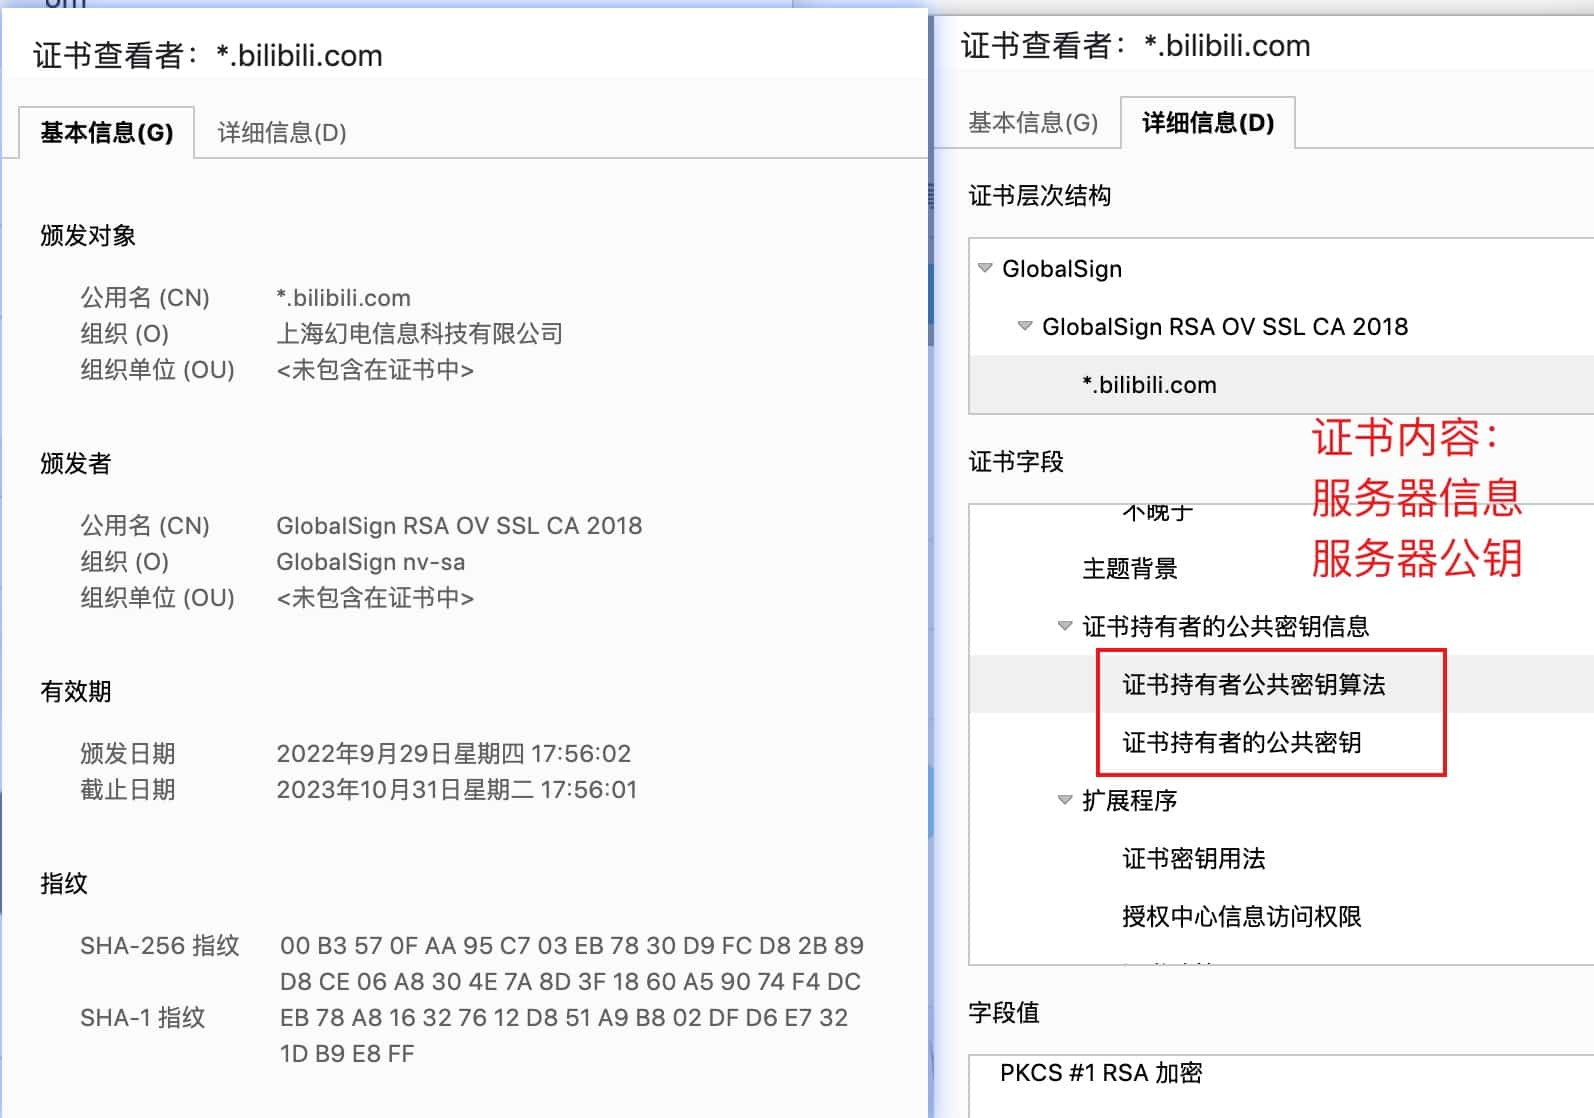 证书查看者：*.bilibili.com
基本信息(G) 详细信息(D)
颁发对象
公用名 (CN) *.bilibili.com
组织 (O) 上海幻电信息科技有限公司
组织单位 (OU) <未包含在证书中>
颁发者
公用名 (CN) GlobalSign RSA OV SSL CA 2018
组织 (O) GlobalSign nv-sa
组织单位 (OU) <未包含在证书中>
有效期
颁发日期 2022年9月29日星期四 17:56:02
截止日期 2023年10月31日星期二 17:56:01
指纹
SHA-256 指纹 00 B3 57 0F AA 95 C7 03 EB 78 30 D9 FC D8 2B 89
D8 CE 06 A8 30 4E 7A 8D 3F 18 60 A5 90 74 F4 DC
SHA-1 指纹 EB 78 A8 16 32 76 12 D8 51 A9 B8 02 DF D6 E7 32
1D B9 E8 FF
证书查看者：*.bilibili.com
基本信息(G) 详细信息(D)
证书层次结构
GlobalSign
GlobalSign RSA OV SSL CA 2018
*.bilibili.com
证书内容：
服务器信息
服务器公钥
证书字段
不晚于
主题背景
证书持有者的公共密钥信息
证书持有者公共密钥算法
证书持有者的公共密钥
扩展程序
证书密钥用法
授权中心信息访问权限
字段值
PKCS #1 RSA 加密